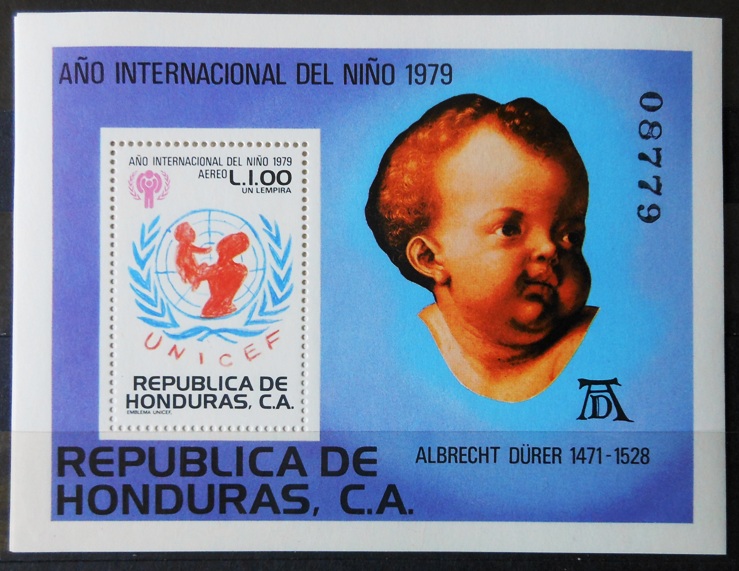 AÑO INTERNACIONAL DEL NIÑO 1979
08779
AÑO INTERNACIONAL DEL NIÑO 1979
AEREO L.1.00
UN LEMPIRA
UNICEF
REPUBLICA DE
HONDURAS, C.A.
EMBLEMA UNICEF.
AD
ALBRECHT DÜRER 1471-1528
REPUBLICA DE
HONDURAS, C.A.